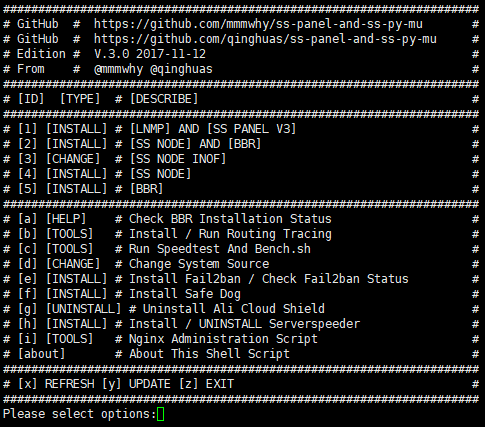 ###################################################################
# GitHub  #  https://github.com/mmmwhy/ss-panel-and-ss-py-mu      #
# GitHub  #  https://github.com/qinghuas/ss-panel-and-ss-py-mu    #
# Edition #  V.3.0 2017-11-12                                     #
# From    #  @mmmwhy @qinghuas                                    #
###################################################################
# [ID]  [TYPE]  # [DESCRIBE]                                      #
###################################################################
# [1] [INSTALL] # [LNMP] AND [SS PANEL V3]                        #
# [2] [INSTALL] # [SS NODE] AND [BBR]                             #
# [3] [CHANGE]  # [SS NODE INOF]                                  #
# [4] [INSTALL] # [SS NODE]                                       #
# [5] [INSTALL] # [BBR]                                           #
###################################################################
# [a] [HELP]    # Check BBR Installation Status                   #
# [b] [TOOLS]   # Install / Run Routing Tracing                   #
# [c] [TOOLS]   # Run Speedtest And Bench.sh                      #
# [d] [CHANGE]  # Change System Source                            #
# [e] [INSTALL] # Install Fail2ban / Check Fail2ban Status        #
# [f] [INSTALL] # Install Safe Dog                                #
# [g] [UNINSTALL] # Uninstall Ali Cloud Shield                    #
# [h] [INSTALL] # Install / UNINSTALL Serverspeeder               #
# [i] [TOOLS]   # Nginx Administration Script                     #
# [about]       # About This Shell Script                         #
###################################################################
# [x] REFRESH [y] UPDATE [z] EXIT                                 #
###################################################################
Please select options: